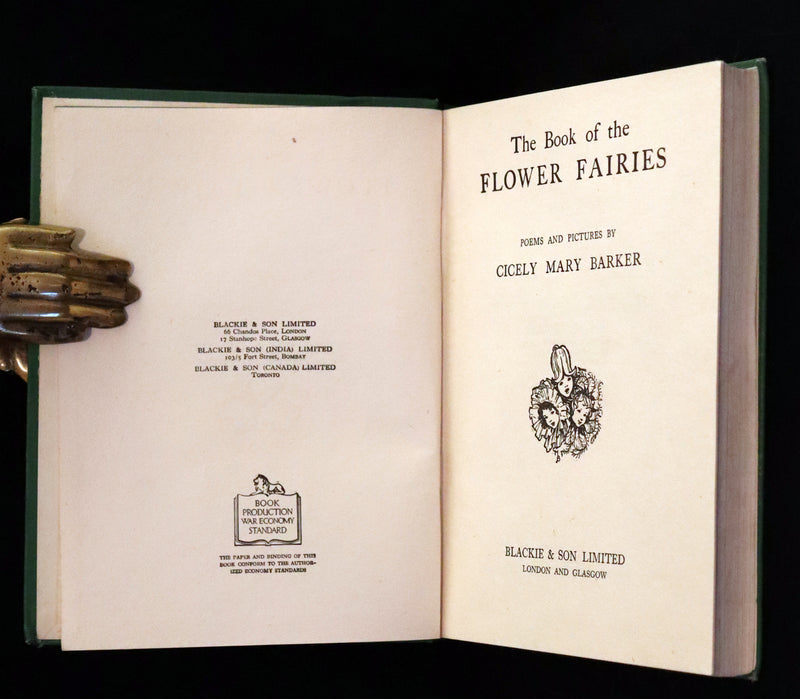 BLACKIE & SON LIMITED
66 Chandos Place, LONDON
17 Stanhope Street, GLASGOW
BLACKIE & SON (INDIA) LIMITED
103/5 Fort Street, BOMBAY
BLACKIE & SON (CANADA) LIMITED
TORONTO
BOOK
PRODUCTION
WAR ECONOMY
STANDARD
THE PAPER AND BINDING OF THIS
BOOK CONFORM TO THE AUTHOR-
IZED ECONOMY STANDARDS
The Book of the
FLOWER FAIRIES
POEMS AND PICTURES BY
CICELY MARY BARKER
BLACKIE & SON LIMITED
LONDON AND GLASGOW